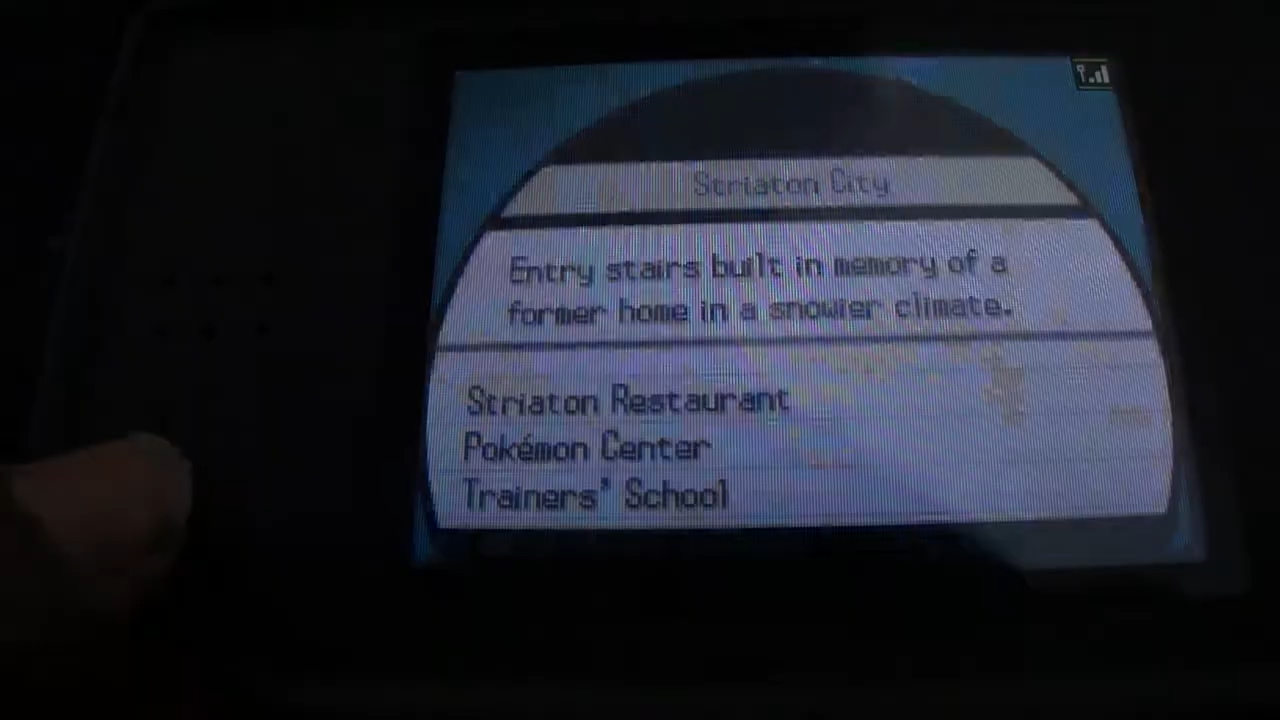 Striaton City
Entry stairs built in memory of a
former home in a snowier climate.
Striaton Restaurant
Pokémon Center
Trainers' School